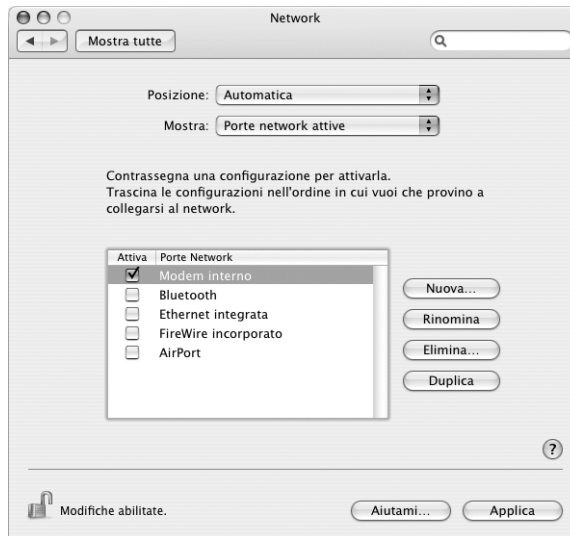 Network
Mostra tutte
Posizione: Automatica
Mostra: Porte network attive
Contrassegna una configurazione per attivarla.
Trascina le configurazioni nell'ordine in cui vuoi che provino a
collegarsi al network.
Attiva Porte Network
Modem interno
Bluetooth
Ethernet integrata
FireWire incorporato
AirPort
Nuova...
Rinomina
Elimina...
Duplica
?
Modifiche abilitate.
Aiutami...
Applica